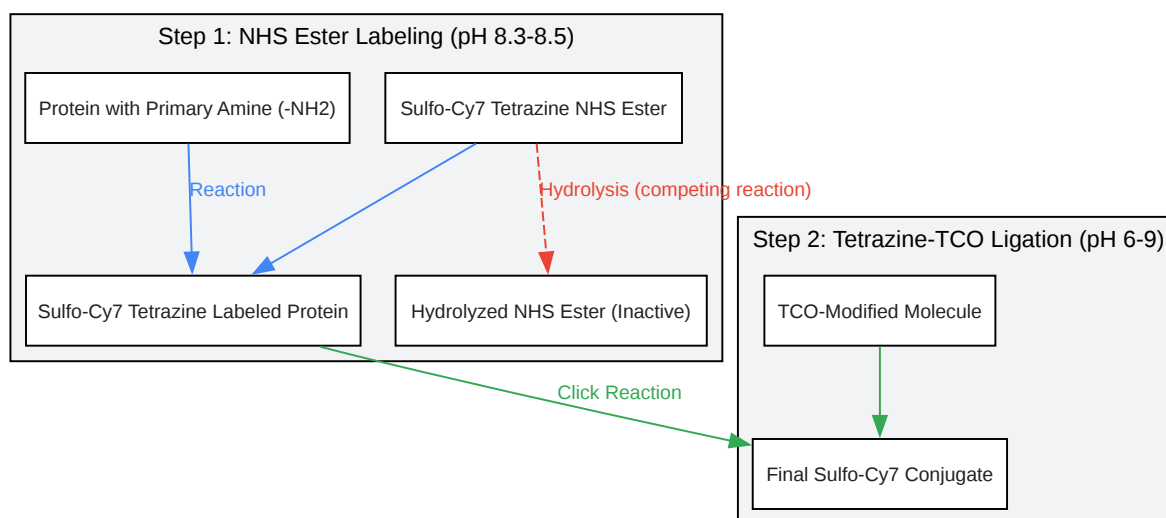 Step 1: NHS Ester Labeling (pH 8.3-8.5)
Protein with Primary Amine (-NH2)
Sulfo-Cy7 Tetrazine NHS Ester
Reaction
Hydrolysis (competing reaction)
Step 2: Tetrazine-TCO Ligation (pH 6-9)
Sulfo-Cy7 Tetrazine Labeled Protein
Hydrolyzed NHS Ester (Inactive)
TCO-Modified Molecule
Click Reaction
Final Sulfo-Cy7 Conjugate